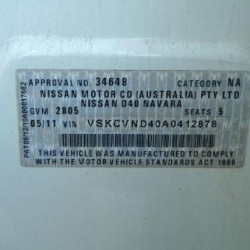 APPROVAL NO. 34648 CATEGORY NA
NISSAN MOTOR CO (AUSTRALIA) PTY LTD
NISSAN D40 NAVARA
GVM 2805 SEATS 5
05/11 VIN VSKCVND40A0412878
THIS VEHICLE WAS MANUFACTURED TO COMPLY
WITH THE MOTOR VEHICLE STANDARDS ACT 1989